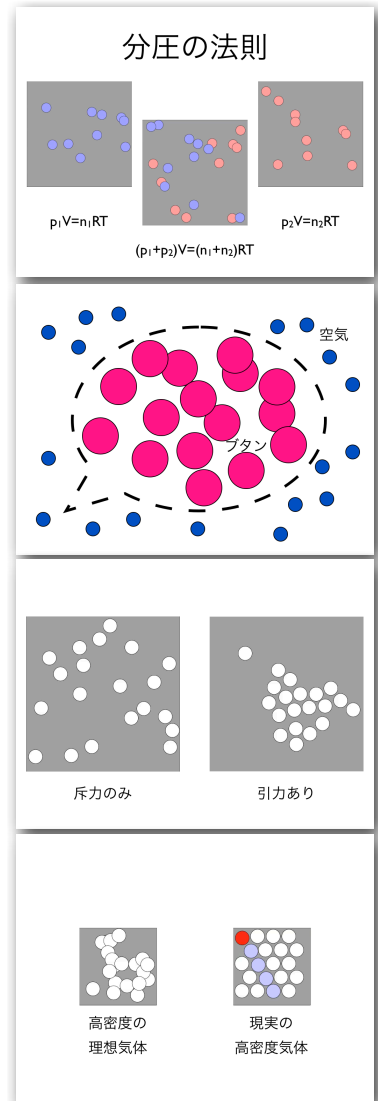 分圧の法則
p₁V=n₁RT
p₂V=n₂RT
(p₁+p₂)V=(n₁+n₂)RT
空気
ブタン
斥力のみ
引力あり
高密度の
理想気体
現実の
高密度気体